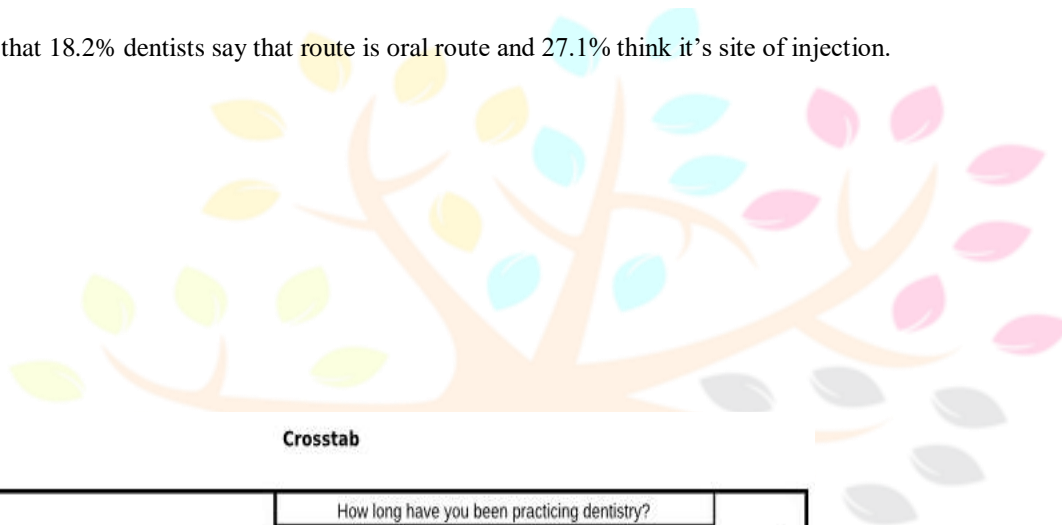 that 18.2% dentists say that route is oral route and 27.1% think it’s site of injection.
Crosstab
How long have you been practicing dentistry?